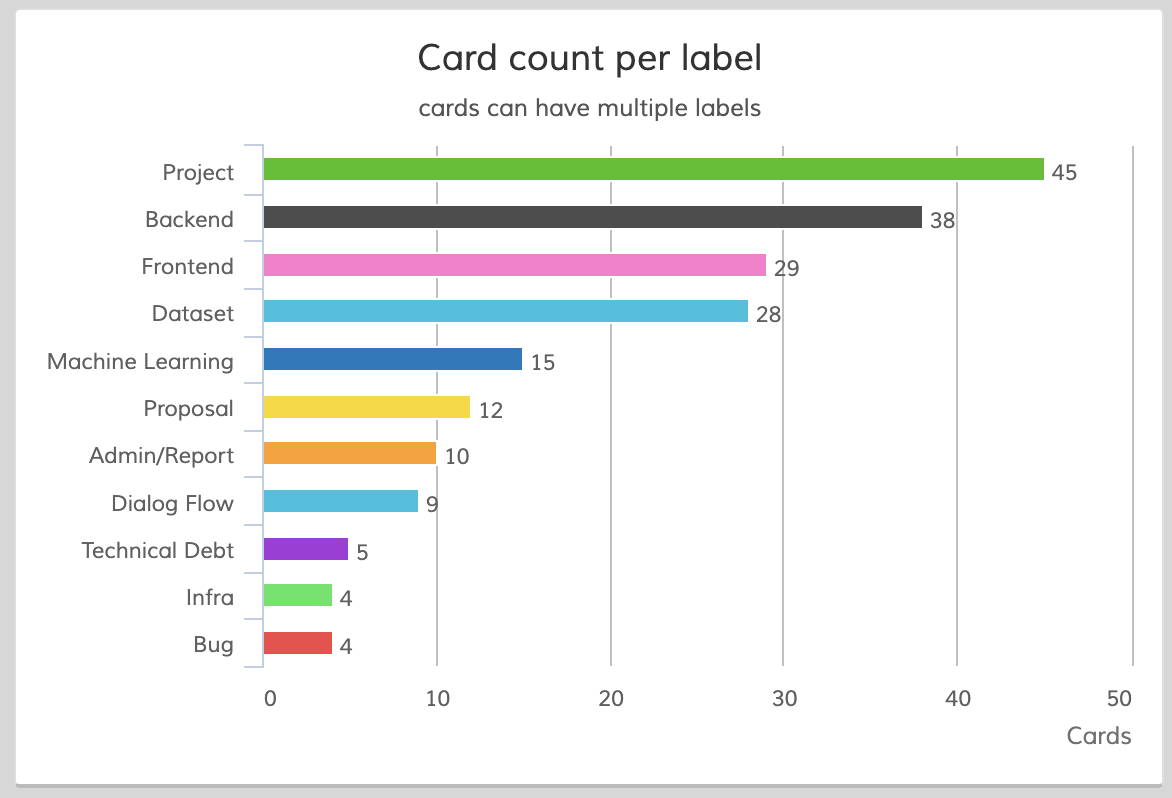 Card count per label
cards can have multiple labels
Project 45
Backend 38
Frontend 29
Dataset 28
Machine Learning 15
Proposal 12
Admin/Report 10
Dialog Flow 9
Technical Debt 5
Infra 4
Bug 4
0 10 20 30 40 50
Cards